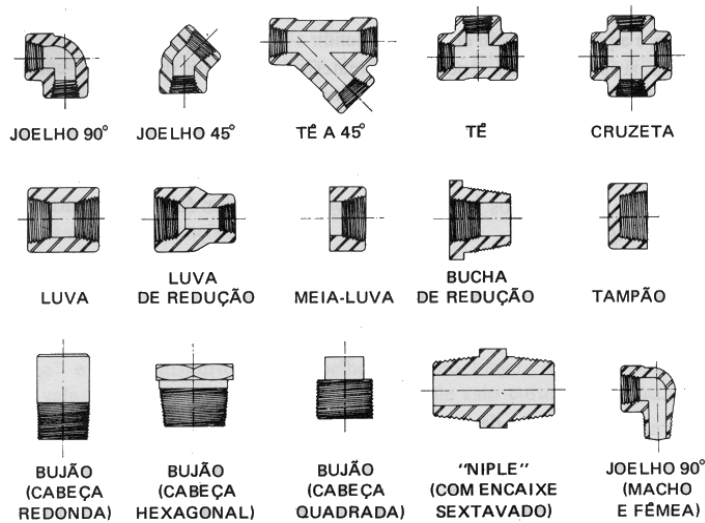 JOELHO 90°
JOELHO 45°
TÊ A 45°
TÊ
CRUZETA
LUVA
LUVA
DE REDUÇÃO
MEIA-LUVA
BUCHA
DE REDUÇÃO
TAMPÃO
BUJÃO
(CABEÇA
REDONDA)
BUJÃO
(CABEÇA
HEXAGONAL)
BUJÃO
(CABEÇA
QUADRADA)
“NIPLE”
(COM ENCAIXE
SEXTAVADO)
JOELHO 90°
(MACHO
E FÊMEA)